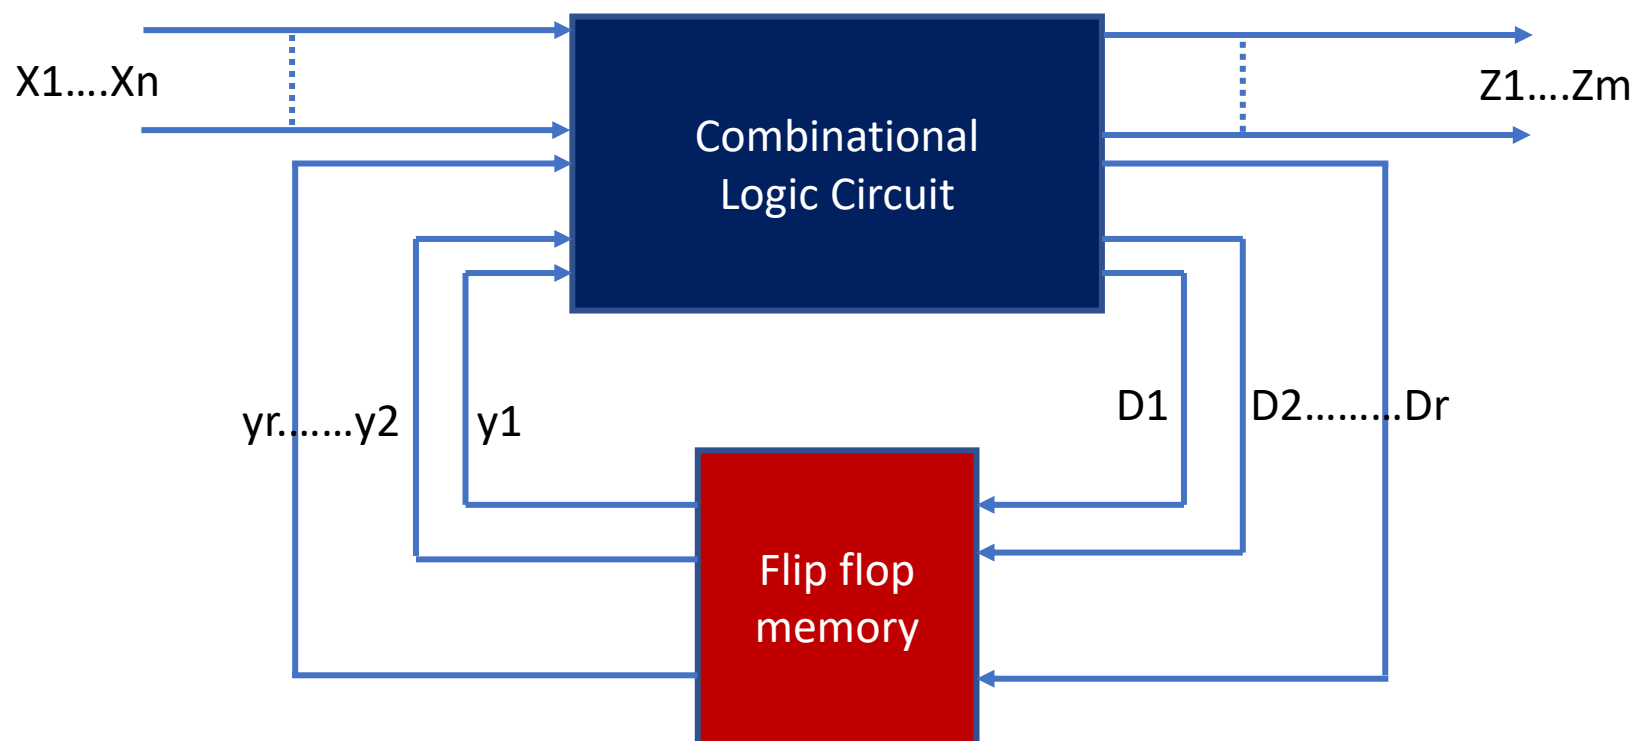 X1....Xn
Combinational
Logic Circuit
Z1....Zm
yr.......y2
y1
D1
D2.........Dr
Flip flop
memory